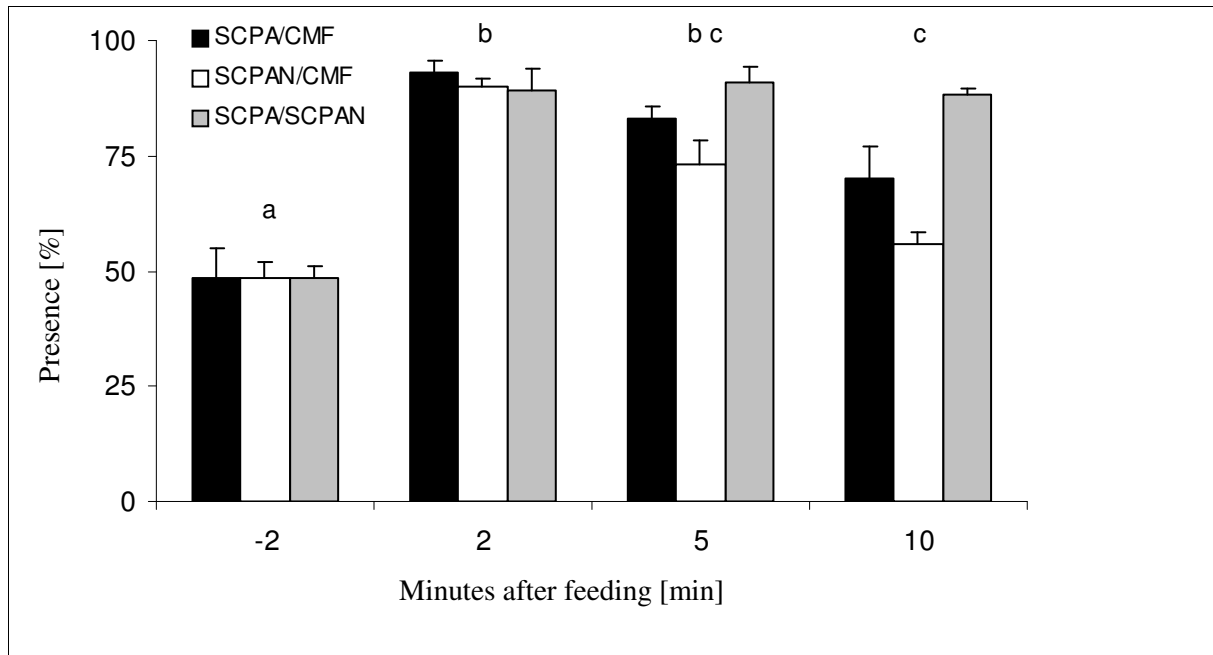 100
75
50
25
0
Presence [%]
SCPA/CMF
SCPAN/CMF
SCPA/SCPAN
a
b
b c
c
-2 2 5 10
Minutes after feeding [min]